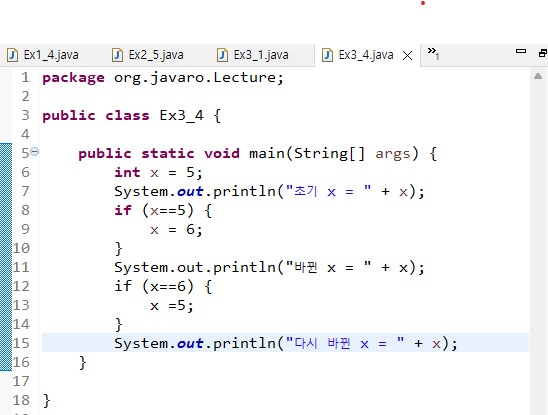 Ex1_4.java Ex2_5.java Ex3_1.java Ex3_4.java »1
1 package org.javaro.Lecture;
2
3 public class Ex3_4 {
4
5 public static void main(String[] args) {
6 int x = 5;
7 System.out.println("초기 x = " + x);
8 if (x==5) {
9 x = 6;
10 }
11 System.out.println("바뀐 x = " + x);
12 if (x==6) {
13 x =5;
14 }
15 System.out.println("다시 바뀐 x = " + x);
16 }
17
18 }